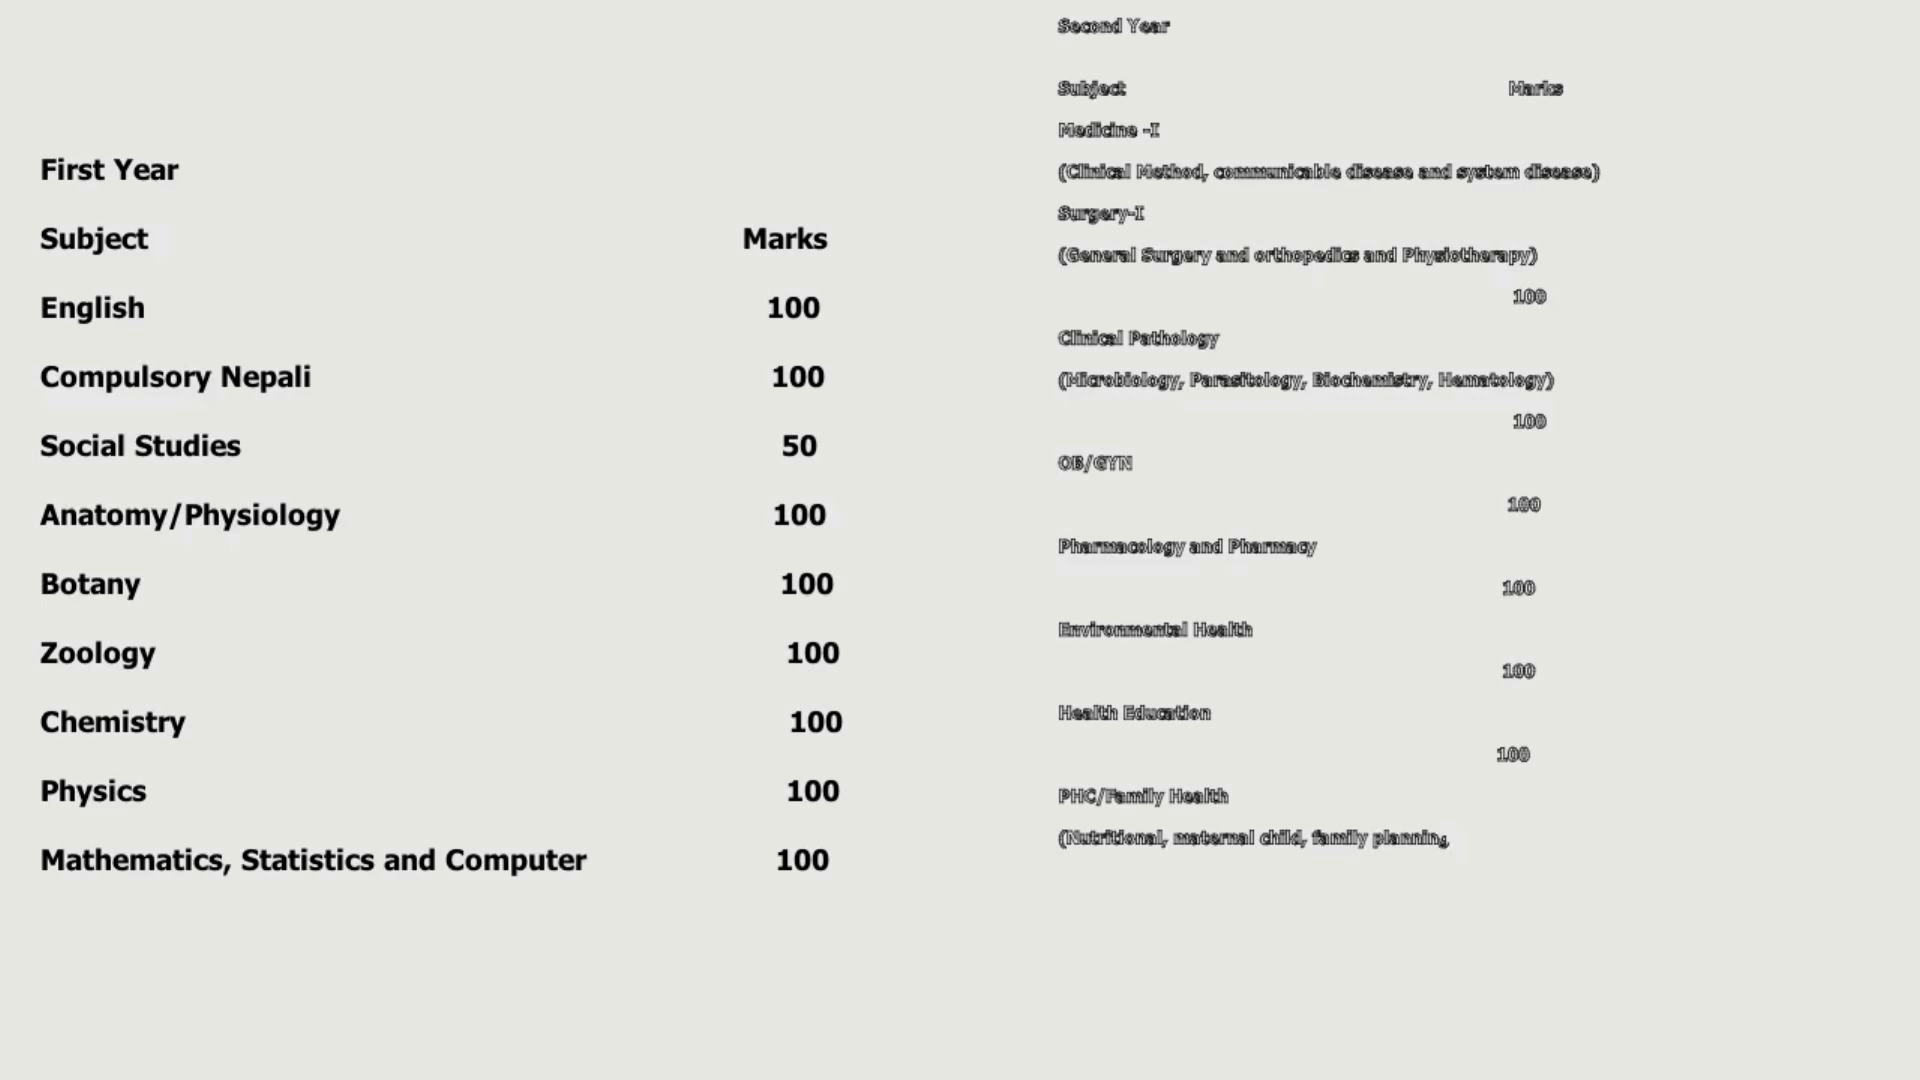 First Year
Subject Marks
English 100
Compulsory Nepali 100
Social Studies 50
Anatomy/Physiology 100
Botany 100
Zoology 100
Chemistry 100
Physics 100
Mathematics, Statistics and Computer 100
Second Year
Subject Marks
Medicine -I
(Clinical Method, communicable disease and system disease)
Surgery-I
(General Surgery and orthopedics and Physiotherapy)
100
Clinical Pathology
(Microbiology, Parasitology, Biochemistry, Hematology)
100
OB/GYN
100
Pharmacology and Pharmacy
100
Environmental Health
100
Health Education
100
PHC/Family Health
(Nutritional, maternal child, family planning,